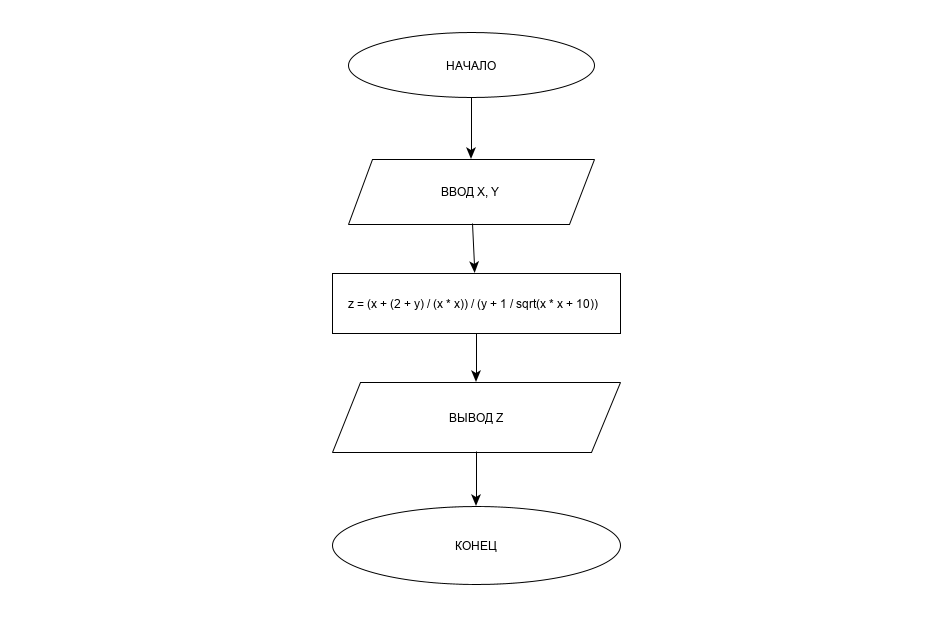 НАЧАЛО
ВВОД X, Y
z = (x + (2 + y) / (x * x)) / (y + 1 / sqrt(x * x + 10))
ВЫВОД Z
КОНЕЦ